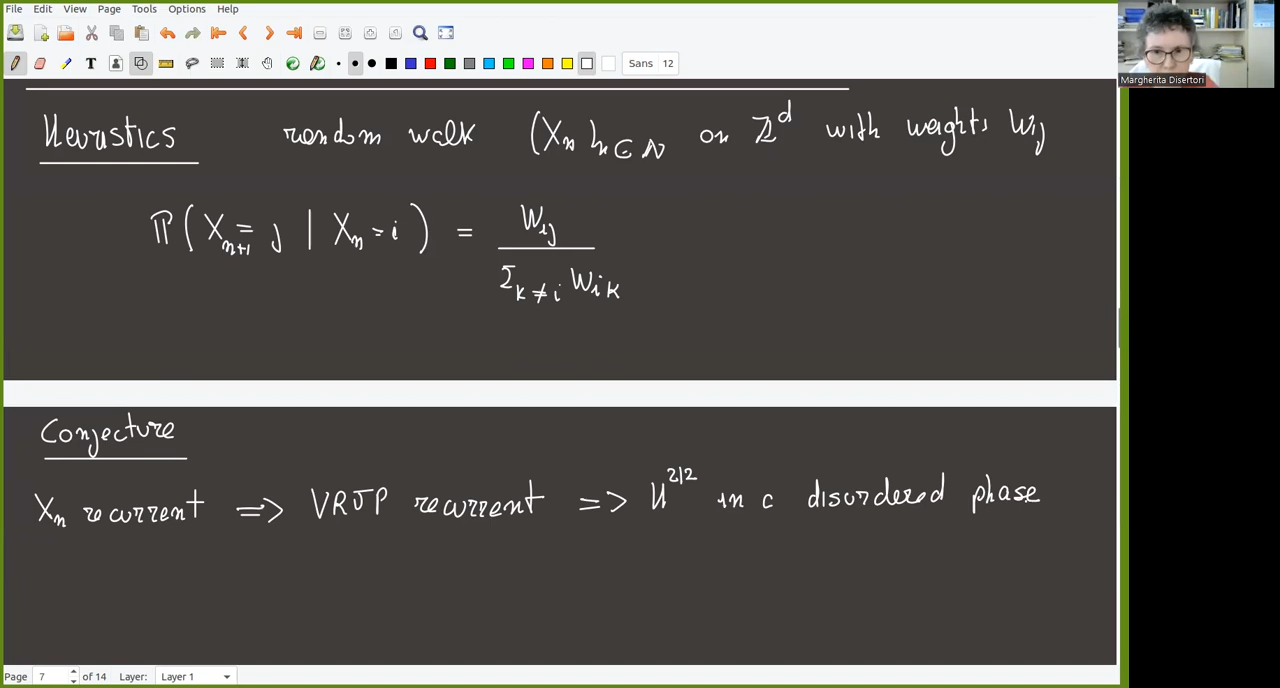 File Edit View Page Tools Options Help
Sans 12
Margherita Disertori
Heuristics random walk (Xₙ)ₙ∈ℕ on ℤᵈ with weights Wᵢⱼ
ℙ(Xₙ₊₁ = j | Xₙ = i) = Wᵢⱼ / Σₖ≠ᵢ Wᵢₖ
Conjecture
Xₙ recurrent => VRJP recurrent => H²|² in a disordered phase
Page 7 of 14 Layer: Layer 1